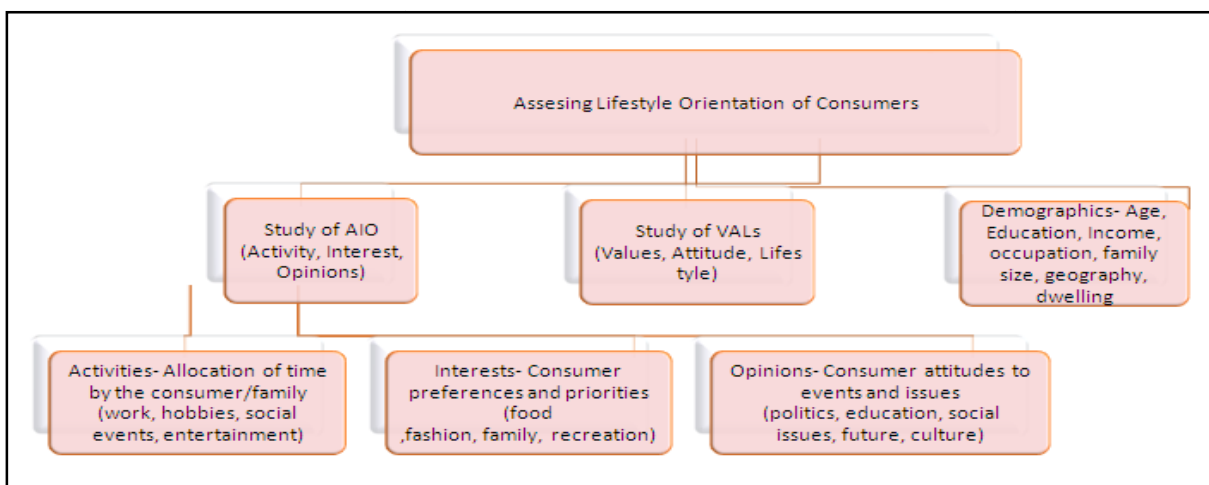 Assesing Lifestyle Orientation of Consumers
Study of AIO
(Activity, Interest,
Opinions)
Study of VALs
(Values, Attitude, Lifes
tyle)
Demographics- Age,
Education, Income,
occupation, family
size, geography,
dwelling
Activities- Allocation of time
by the consumer/family
(work, hobbies, social
events, entertainment)
Interests- Consumer
preferences and priorities
(food
,fashion, family, recreation)
Opinions- Consumer attitudes to
events and issues
(politics, education, social
issues, future, culture)